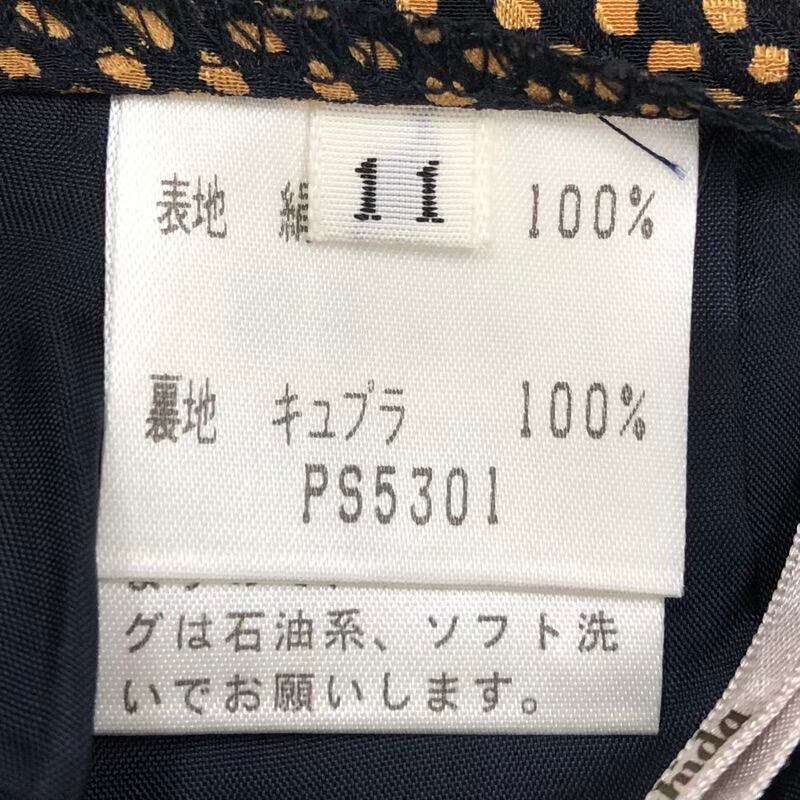 11
表地 絹 100%
裏地 キュプラ 100%
PS5301
グは石油系、ソフト洗
いでお願いします。